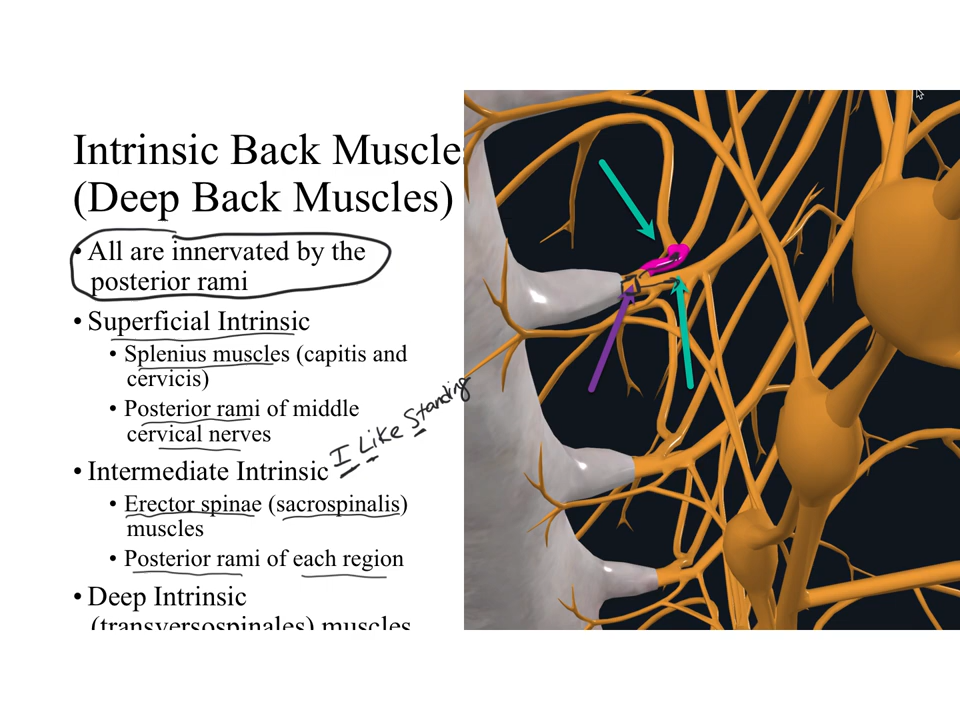 Intrinsic Back Muscle
(Deep Back Muscles)
• All are innervated by the
posterior rami
• Superficial Intrinsic
• Splenius muscles (capitis and
cervicis)
• Posterior rami of middle
cervical nerves
• Intermediate Intrinsic
I Like Standing
• Erector spinae (sacrospinalis)
muscles
• Posterior rami of each region
• Deep Intrinsic
(transversospinales) muscles